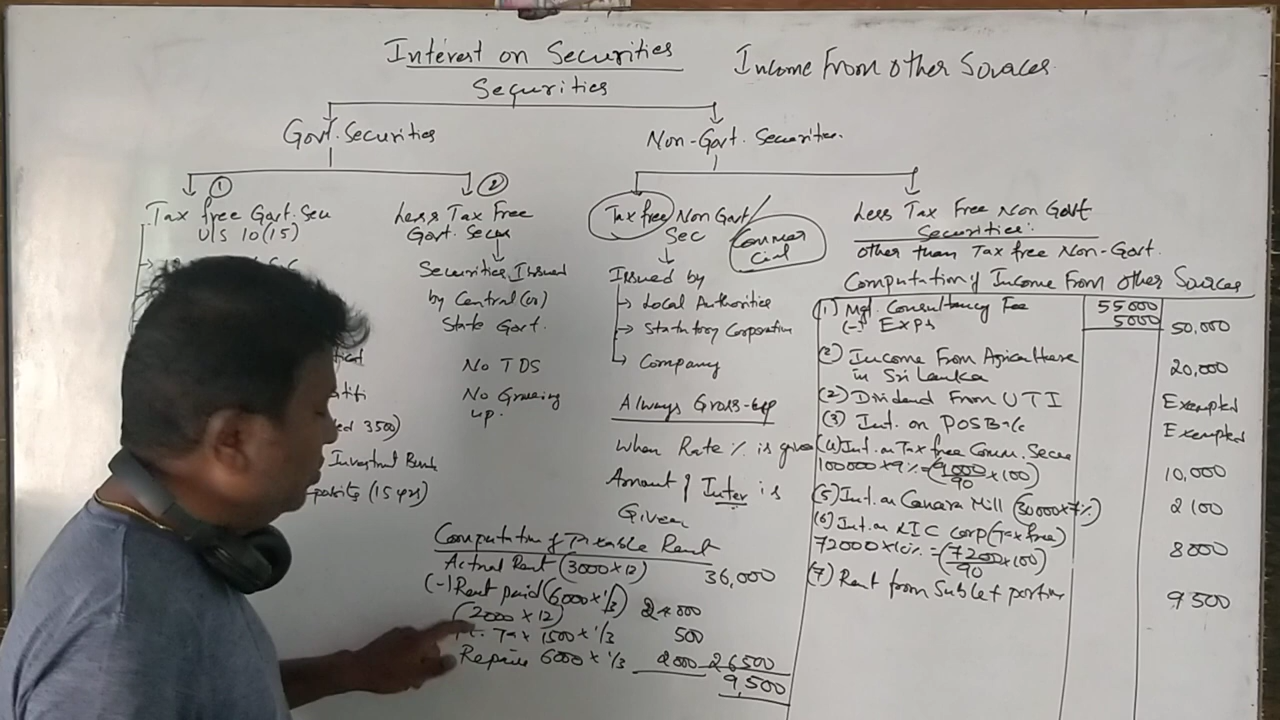 Interest on Securities
Income From Other Sources
Securities
Govt. Securities
Non-Govt. Securities.
①
②
Tax free Govt. Sec
U/S 10(15)
Less Tax Free
Govt. Secus
Securities Issued
by Central (or)
State Govt.
No TDS
No Grossing
up.
3500)
Investment Bonds
(15 yrs)
Tax free Non Govt
Sec
Commer
cial
Issued by
→ Local Authorities
→ Statutory Corporation
→ Company
Always Gross-up
When Rate % is given
Amount of Inter is
Given
Less Tax Free Non Govt
Securities:
other than Tax free Non-Govt.
Computation of Income From Other Sources
(1) Mgt. Consultancy Fee 55000
(-) Exps 5000 50,000
(2) Income From Agriculture
in Sri Lanka 20,000
(2) Dividend From UTI Exempted
(3) Int. on POSB A/c Exempted
(4) Int. on Tax free Comm. Secu
100000 x 9% = (9000/90 x 100) 10,000
(5) Int. on Canara Mill (30000 x 7%) 2100
(6) Int. on LIC Corp (Tax free)
72000 x 10% = (7200/90 x 100) 8000
(7) Rent from Sublet portion 9500
Computation of Taxable Rent
Actual Rent (3000 x 12) 36,000
(-) Rent paid (6000 x 1/3) 24000
(2000 x 12)
Tax 1500 x 1/3 500
Repairs 6000 x 1/3 2000 26500
9,500